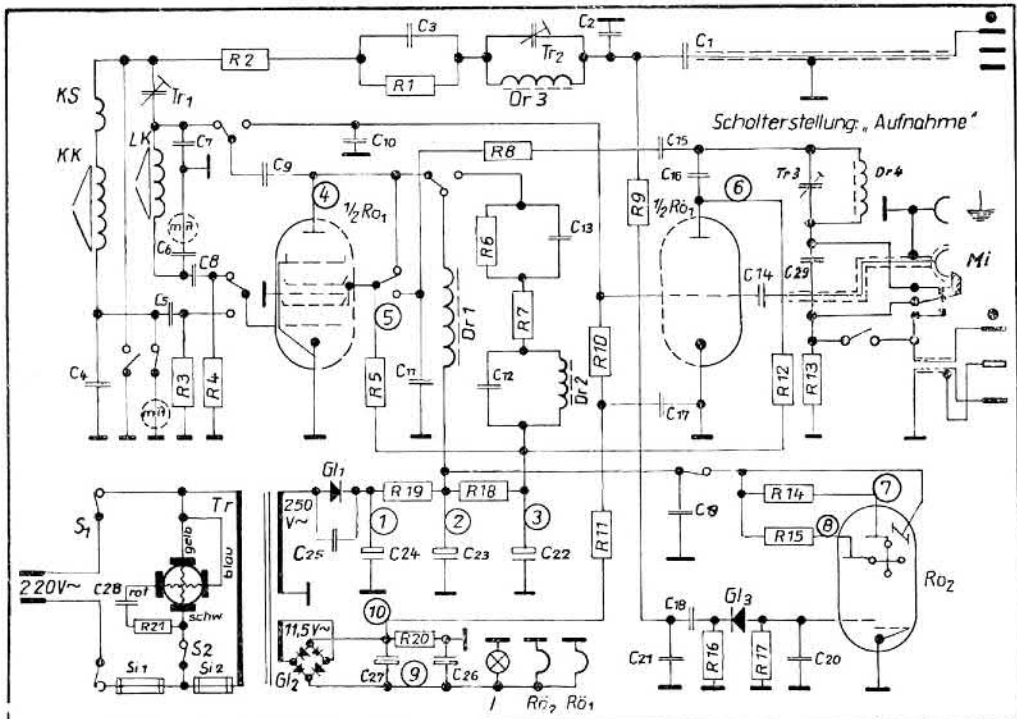 C3
C2
R2
Tr2
C1
R1
KS
Tr1
Dr3
Schalterstellung: „Aufnahme"
LK
C7
C10
C15
KK
C9
R8
C16
6
Tr3
Dr4
4
½Rö1
R9
½Rö1
mit
R6
C13
C6
C8
C14
C29
Mi
C5
5
Dr1
R7
R10
C4
R3
R4
R5
C11
C12
Dr2
R12
R13
mit
C17
Gl1
Tr
250
V~
R19
R18
R14
7
S1
gelb
blau
1
2
3
C19
R15
8
C25
C24
C23
C22
R11
Rö2
220V~
C28
rot
schw
10
C18
Gl3
R21
S2
11,5V~
R20
Si1
Si2
Gl2
C27
9
C26
C21
R16
R17
C20
I
Rö2
Rö1